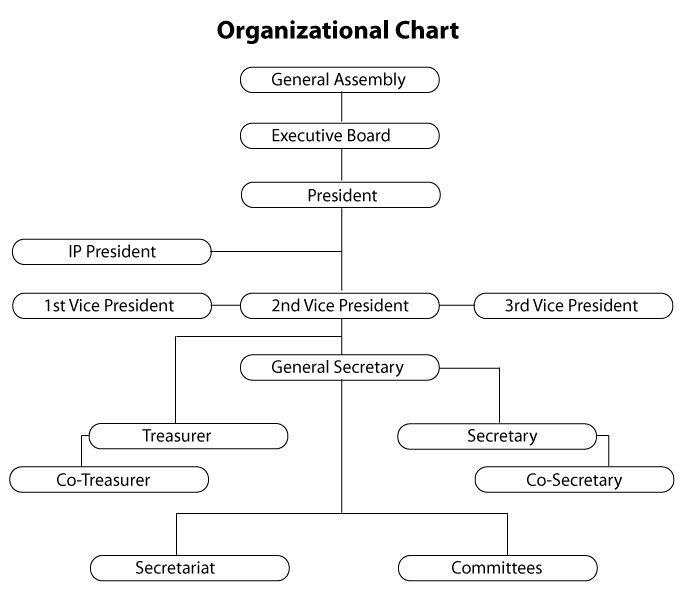 Organizational Chart
General Assembly
Executive Board
President
IP President
1st Vice President
2nd Vice President
3rd Vice President
General Secretary
Treasurer
Secretary
Co-Treasurer
Co-Secretary
Secretariat
Committees